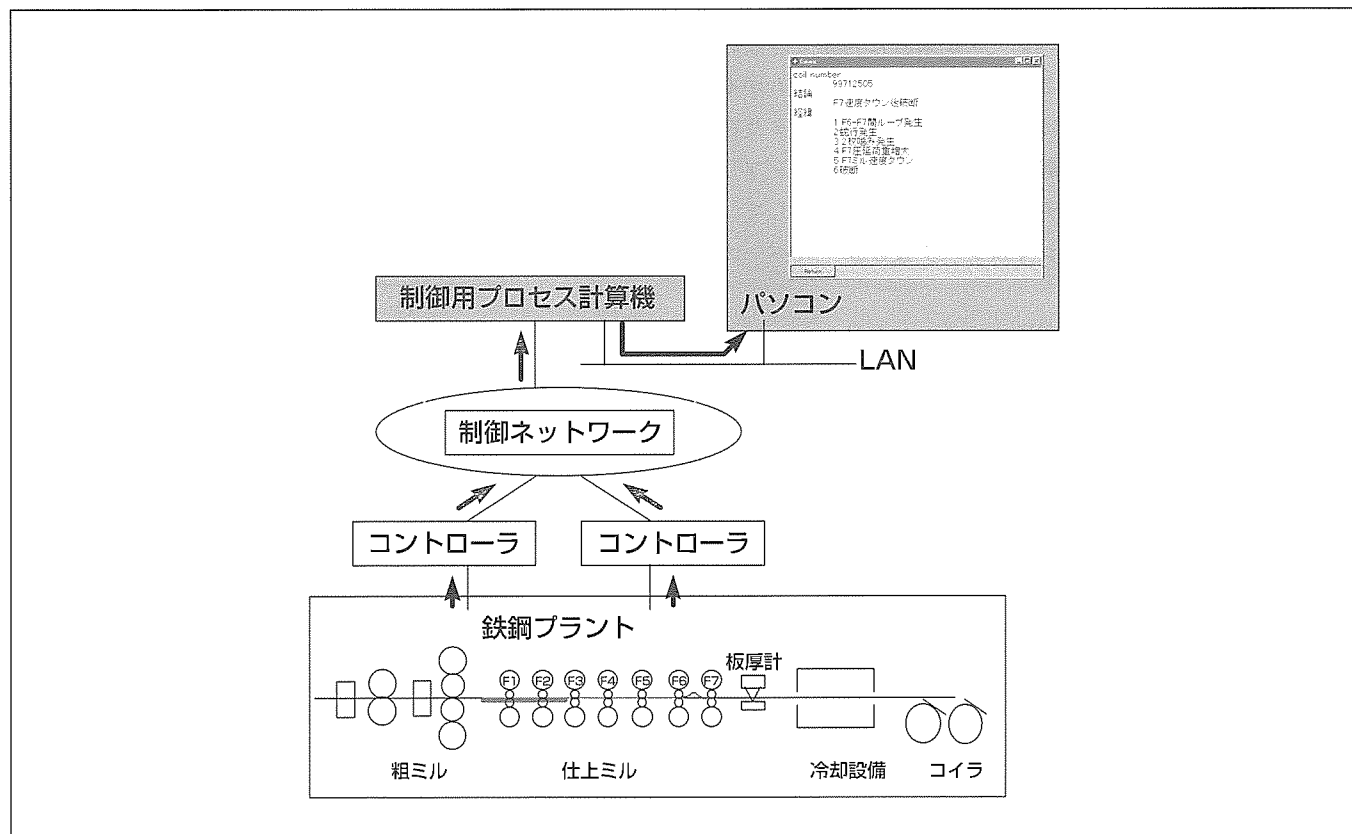 coil number
99712505
結論
F7速度ダウン後破断
経緯
1 F6-F7間ループ発生
2 蛇行発生
3 2枚噛み発生
4 F7圧延荷重増大
5 F7ミル速度ダウン
6 破断
Return
制御用プロセス計算機
パソコン
LAN
制御ネットワーク
コントローラ
コントローラ
鉄鋼プラント
板厚計
F1 F2 F3 F4 F5 F6 F7
粗ミル
仕上ミル
冷却設備
コイラ